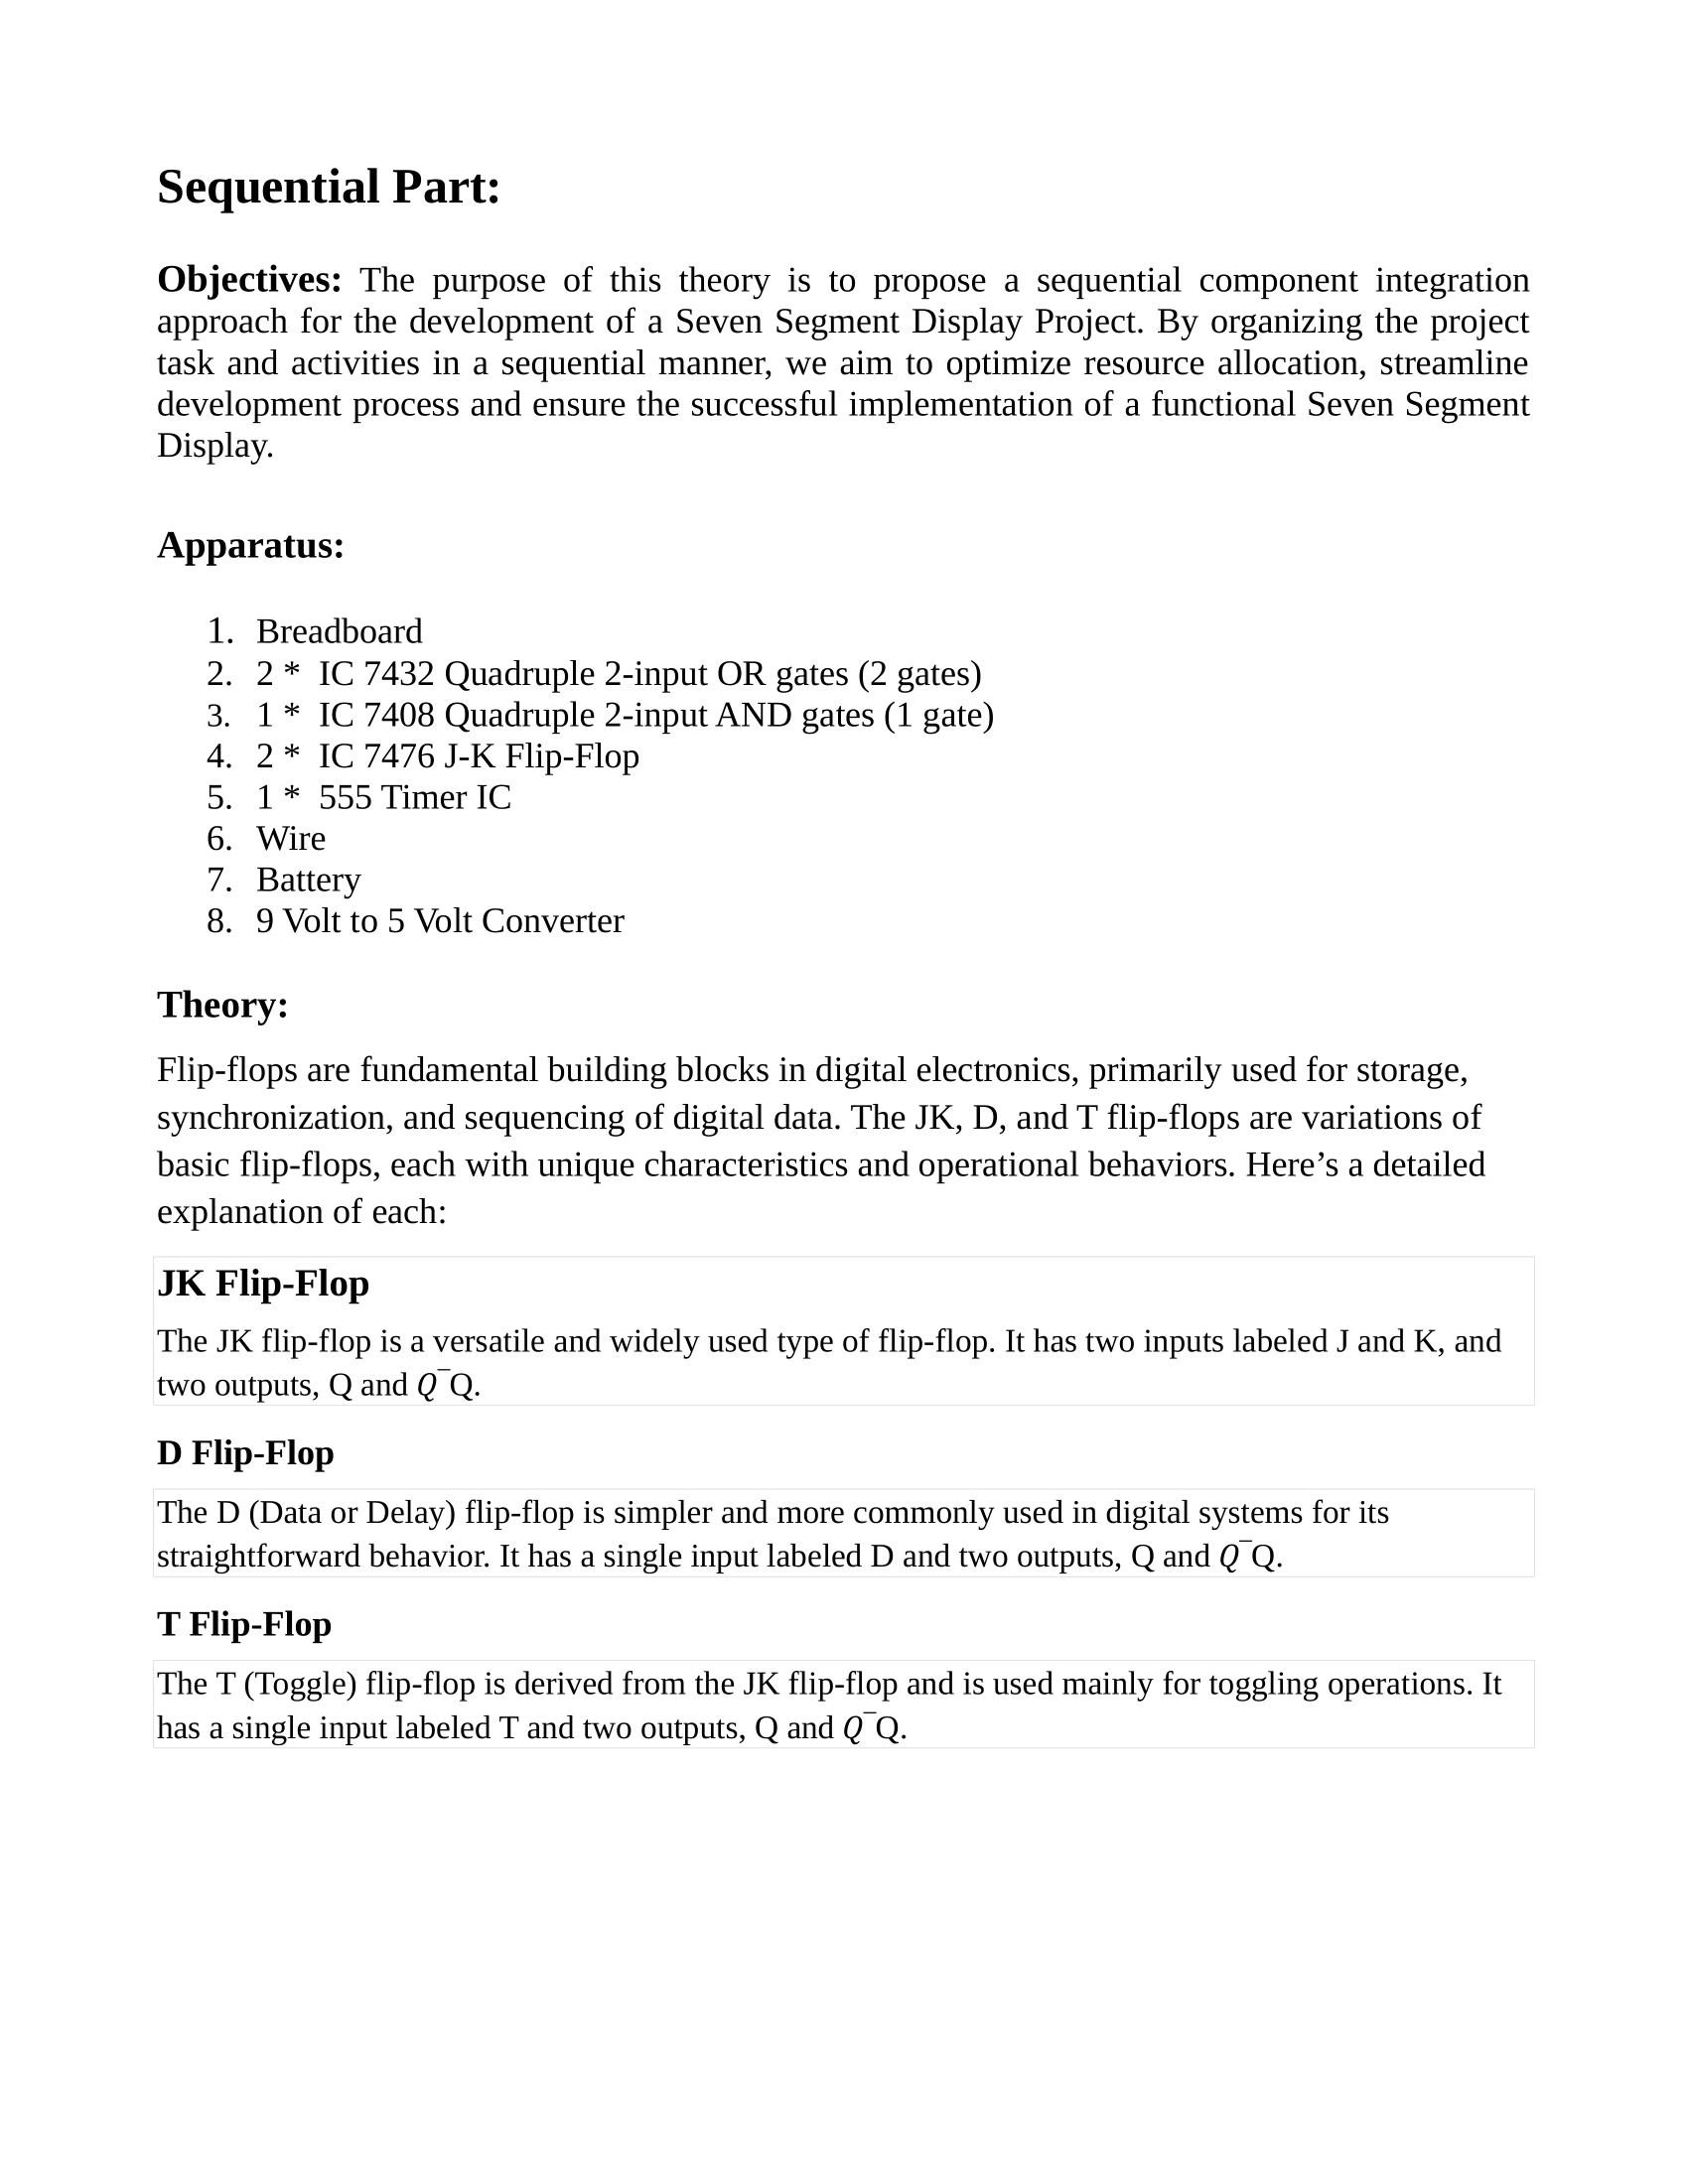 Sequential Part:
Objectives: The purpose of this theory is to propose a sequential component integration
approach for the development of a Seven Segment Display Project. By organizing the project
task and activities in a sequential manner, we aim to optimize resource allocation, streamline
development process and ensure the successful implementation of a functional Seven Segment
Display.
Apparatus:
1. Breadboard
2. 2 * IC 7432 Quadruple 2-input OR gates (2 gates)
3. 1 * IC 7408 Quadruple 2-input AND gates (1 gate)
4. 2 * IC 7476 J-K Flip-Flop
5. 1 * 555 Timer IC
6. Wire
7. Battery
8. 9 Volt to 5 Volt Converter
Theory:
Flip-flops are fundamental building blocks in digital electronics, primarily used for storage,
synchronization, and sequencing of digital data. The JK, D, and T flip-flops are variations of
basic flip-flops, each with unique characteristics and operational behaviors. Here’s a detailed
explanation of each:
JK Flip-Flop
The JK flip-flop is a versatile and widely used type of flip-flop. It has two inputs labeled J and K, and
two outputs, Q and 𝑄‾Q.
D Flip-Flop
The D (Data or Delay) flip-flop is simpler and more commonly used in digital systems for its
straightforward behavior. It has a single input labeled D and two outputs, Q and 𝑄‾Q.
T Flip-Flop
The T (Toggle) flip-flop is derived from the JK flip-flop and is used mainly for toggling operations. It
has a single input labeled T and two outputs, Q and 𝑄‾Q.